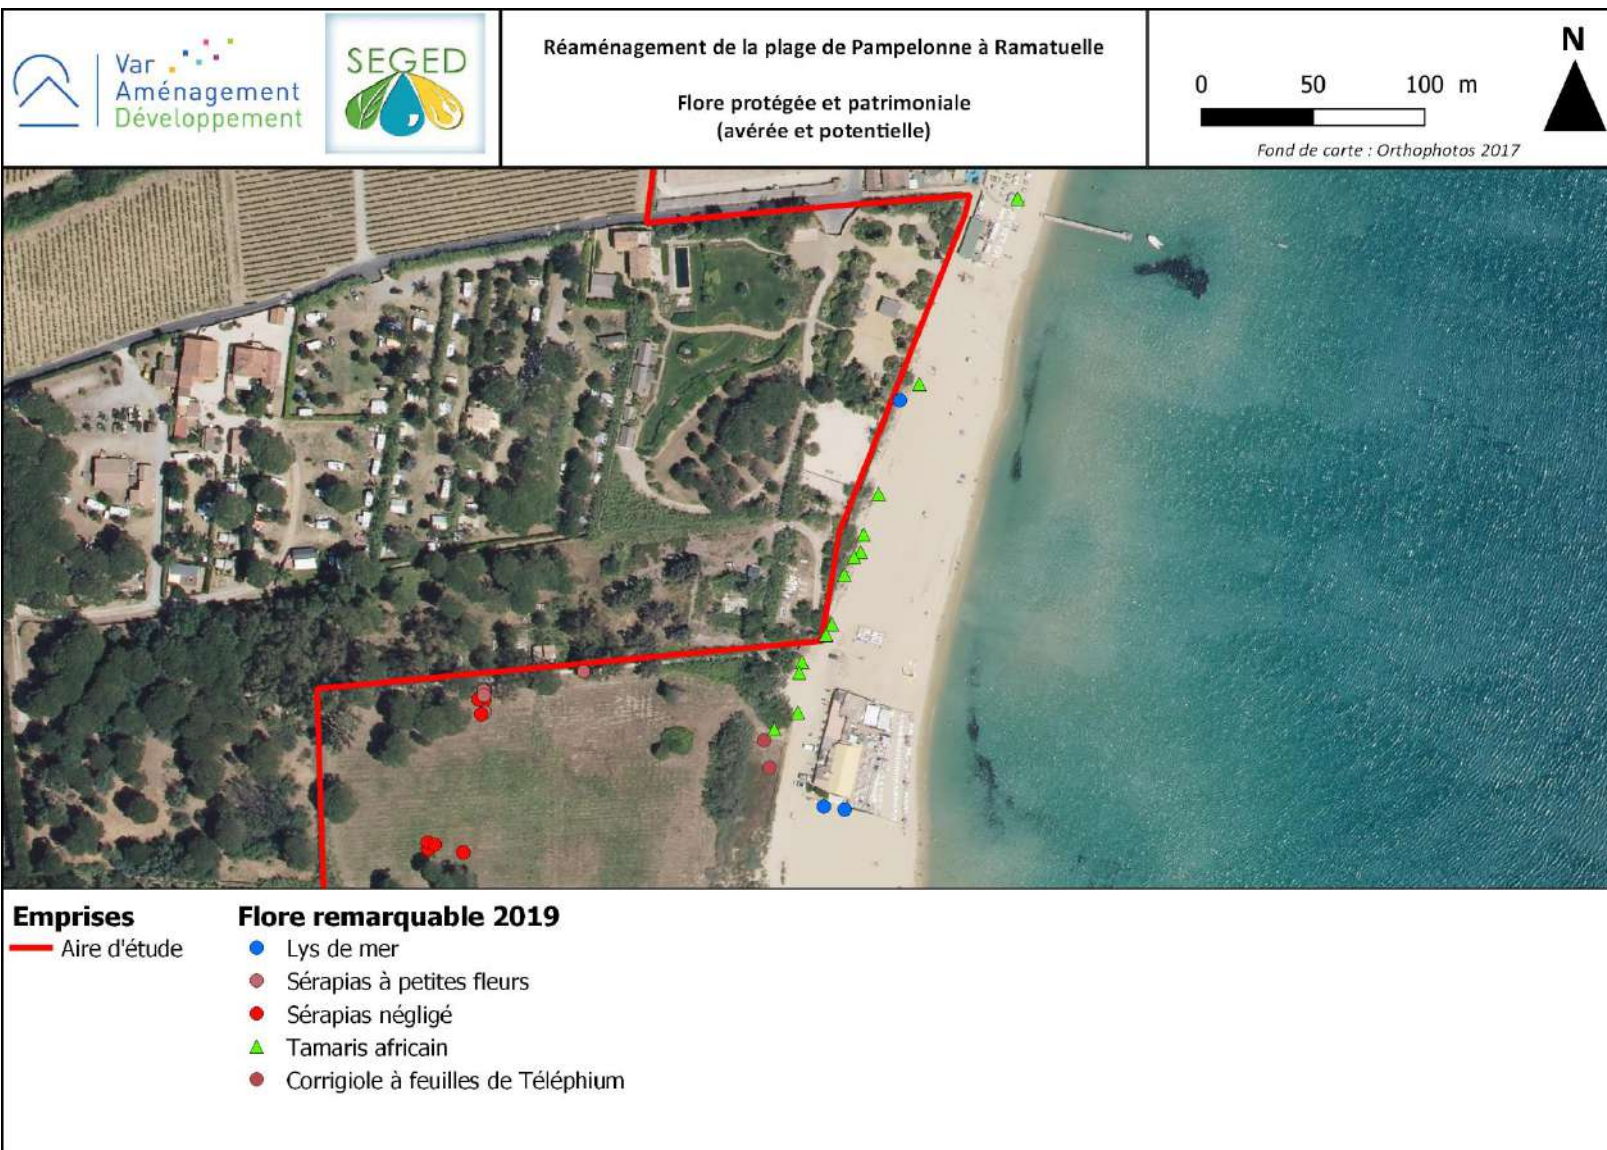 Var
Aménagement
Développement
SEGED
Réaménagement de la plage de Pampelonne à Ramatuelle
Flore protégée et patrimoniale
(avérée et potentielle)
0 50 100 m
Fond de carte : Orthophotos 2017
N
Emprises
Aire d'étude
Flore remarquable 2019
Lys de mer
Sérapias à petites fleurs
Sérapias négligé
Tamaris africain
Corrigiole à feuilles de Téléphium